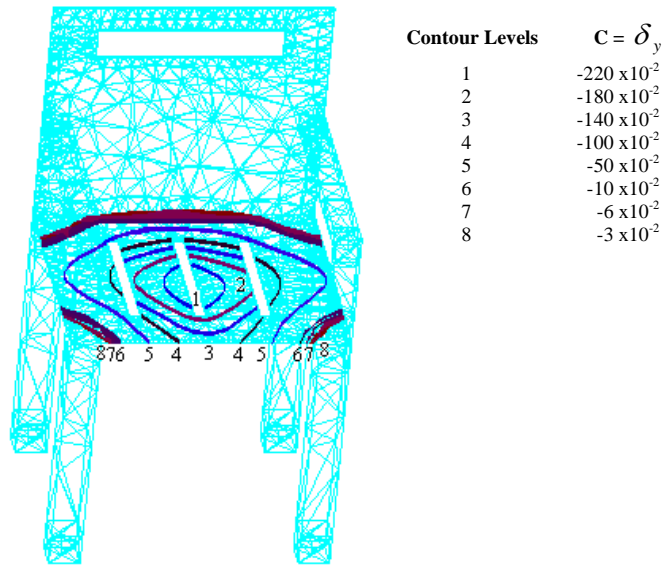 Contour Levels C = δy
1 -220 x10-2
2 -180 x10-2
3 -140 x10-2
4 -100 x10-2
5 -50 x10-2
6 -10 x10-2
7 -6 x10-2
8 -3 x10-2
2
1
876 5 4 3 4 5 67 8